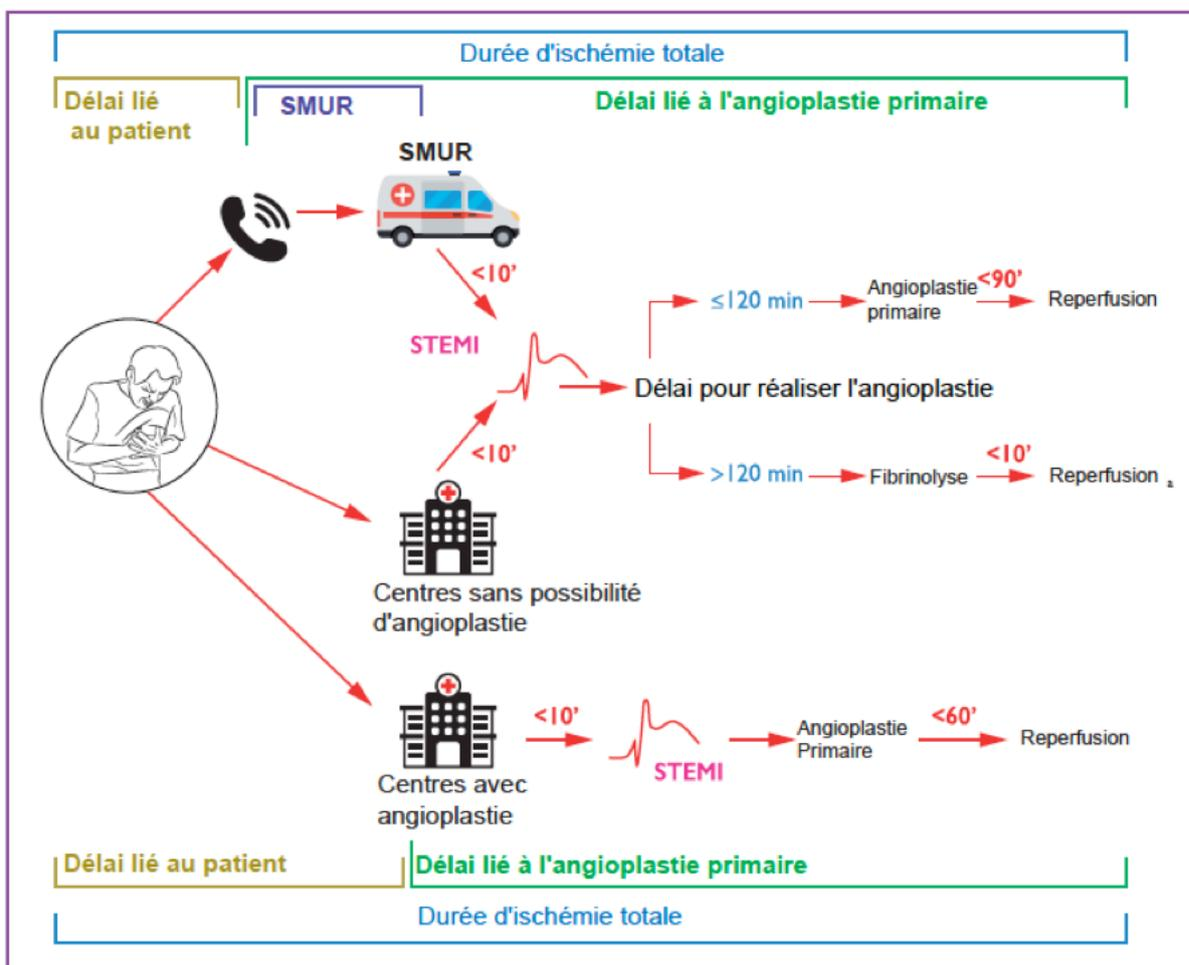 Durée d'ischémie totale
Délai lié
au patient
SMUR
Délai lié à l'angioplastie primaire
SMUR
<10'
STEMI
<10'
≤120 min
Angioplastie
primaire
<90'
Reperfusion
Délai pour réaliser l'angioplastie
>120 min
Fibrinolyse
<10'
Reperfusion a
Centres sans possibilité
d'angioplastie
<10'
STEMI
Angioplastie
Primaire
<60'
Reperfusion
Centres avec
angioplastie
Délai lié au patient
Délai lié à l'angioplastie primaire
Durée d'ischémie totale